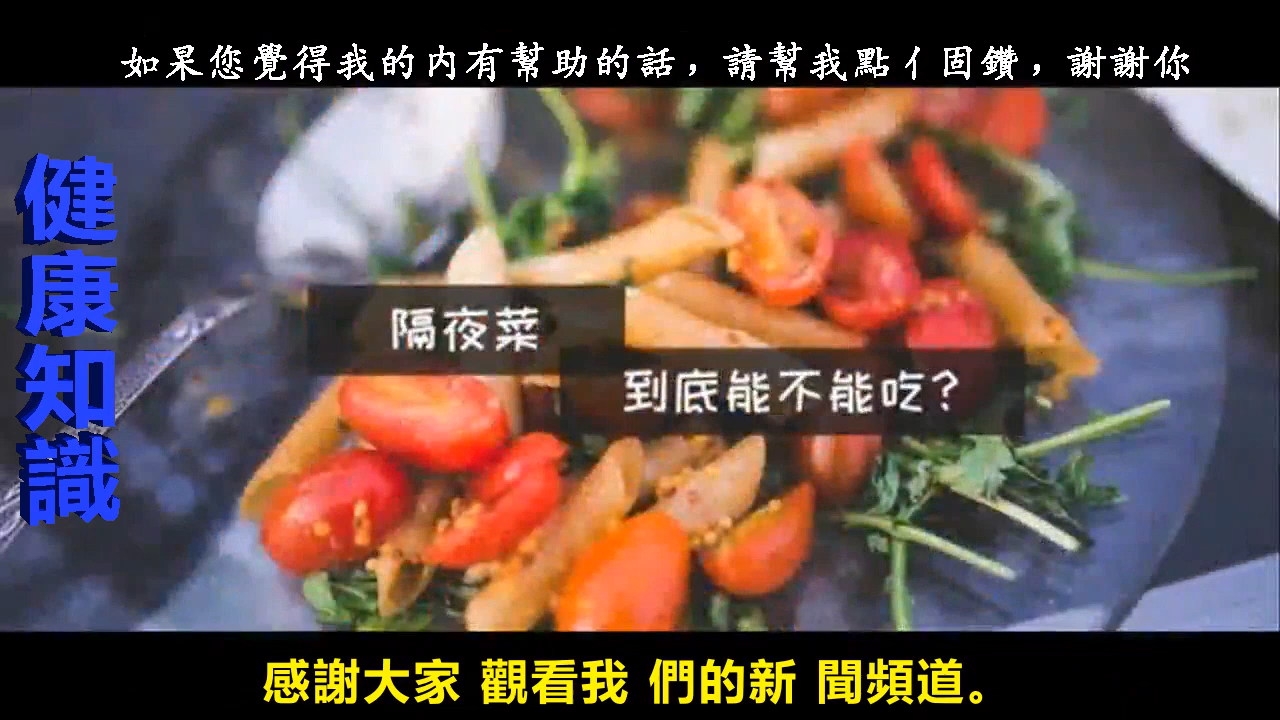 如果您覺得我的内有幫助的話，請幫我點亻固鑽，謝謝你
健康知識
隔夜菜
到底能不能吃?
感謝大家 觀看我 們的新 聞頻道。